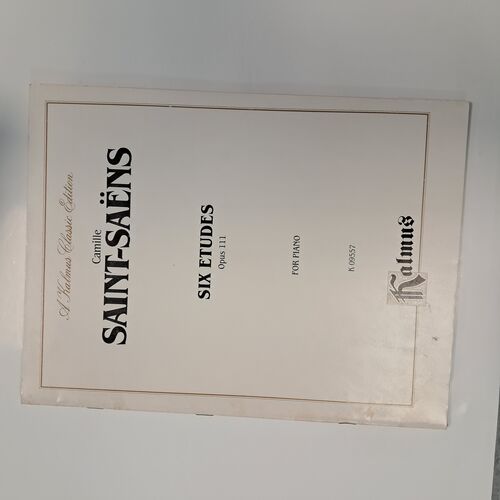 A Kalmus Classic Edition
Camille
SAINT-SAËNS
SIX ETUDES
Opus 111
FOR PIANO
K 09557
Kalmus